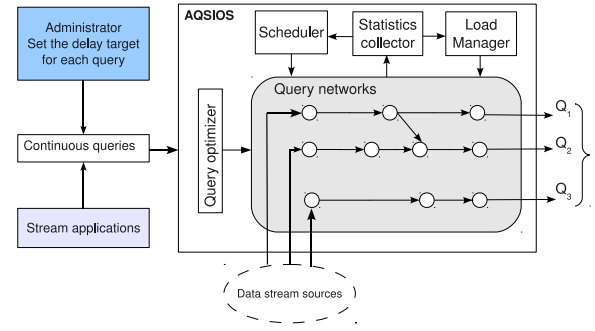 Administrator
Set the delay target
for each query
Continuous queries
Stream applications
AQSIOS
Scheduler
Statistics
collector
Load
Manager
Query optimizer
Query networks
Q1
Q2
Q3
Data stream sources